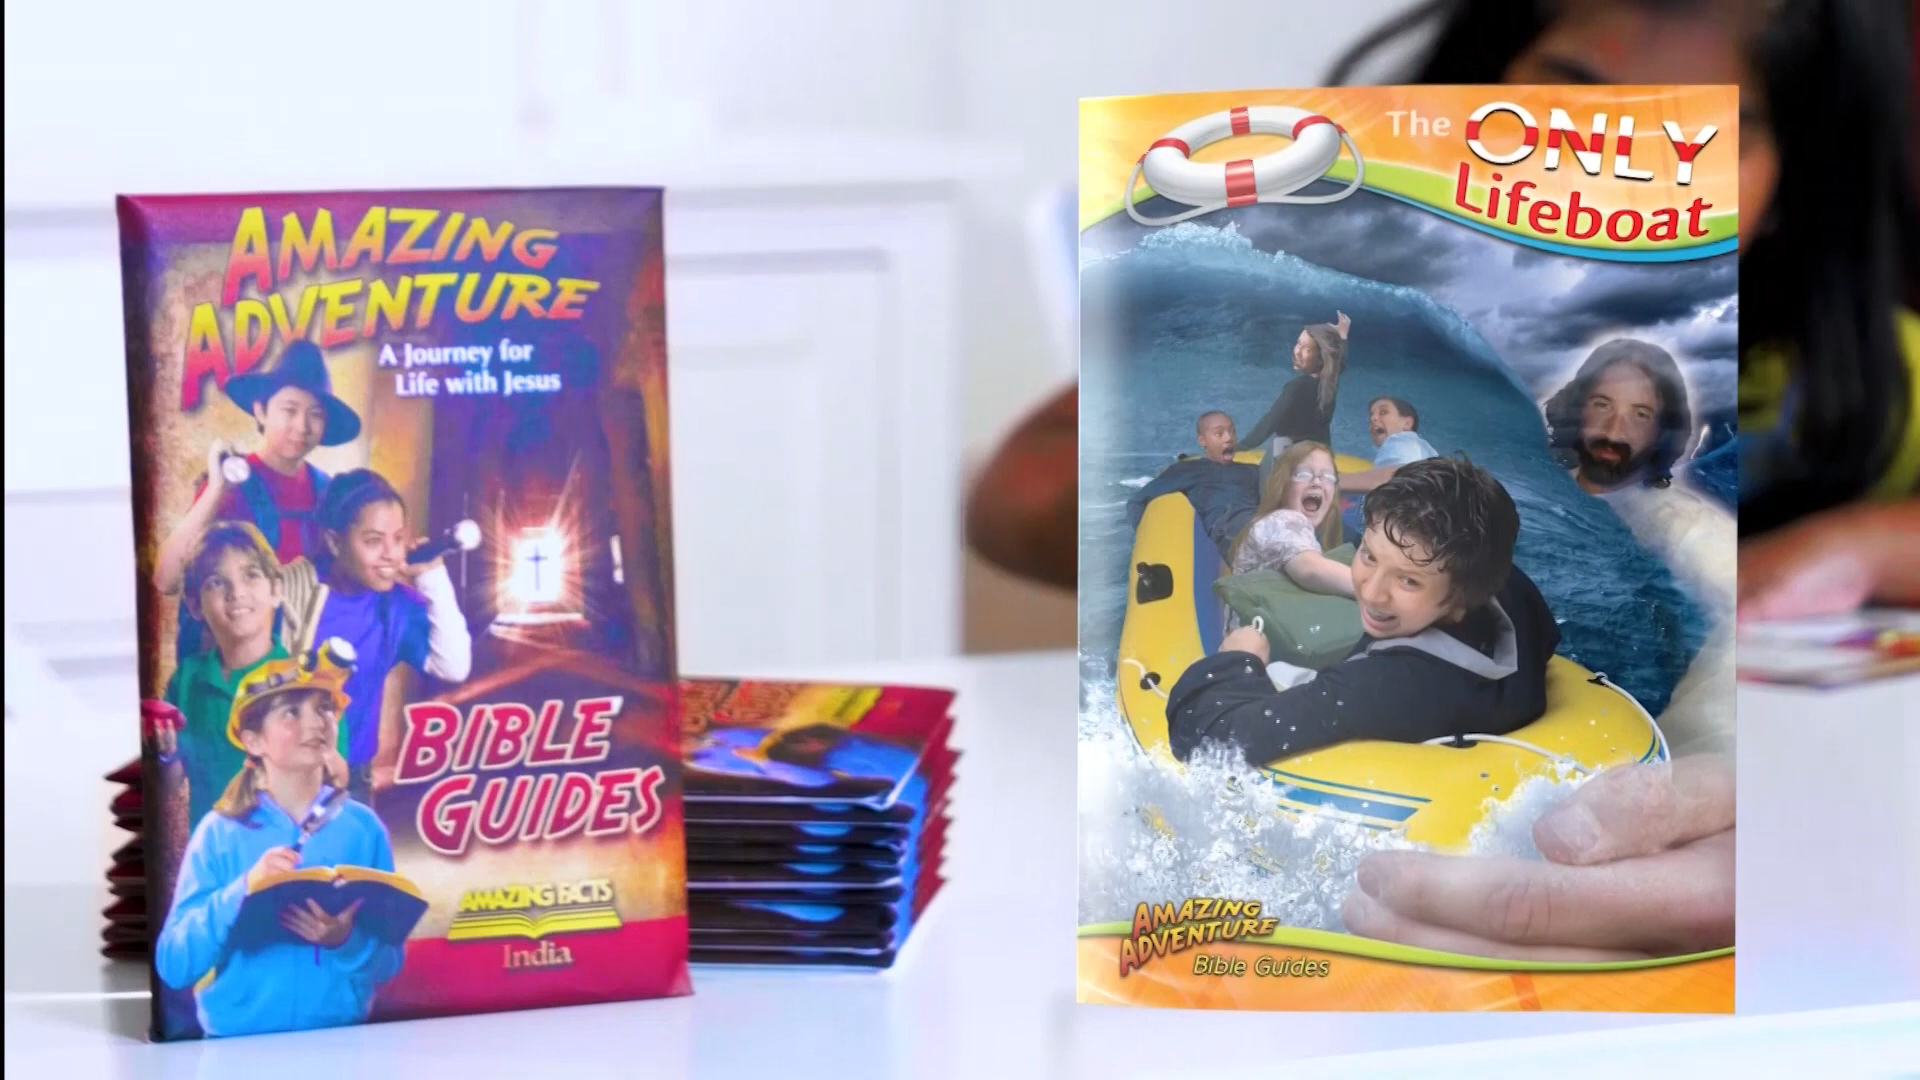 AMAZING
ADVENTURE
A Journey for
Life with Jesus
BIBLE
GUIDES
AMAZING FACTS
India
The ONLY
Lifeboat
AMAZING
ADVENTURE
Bible Guides